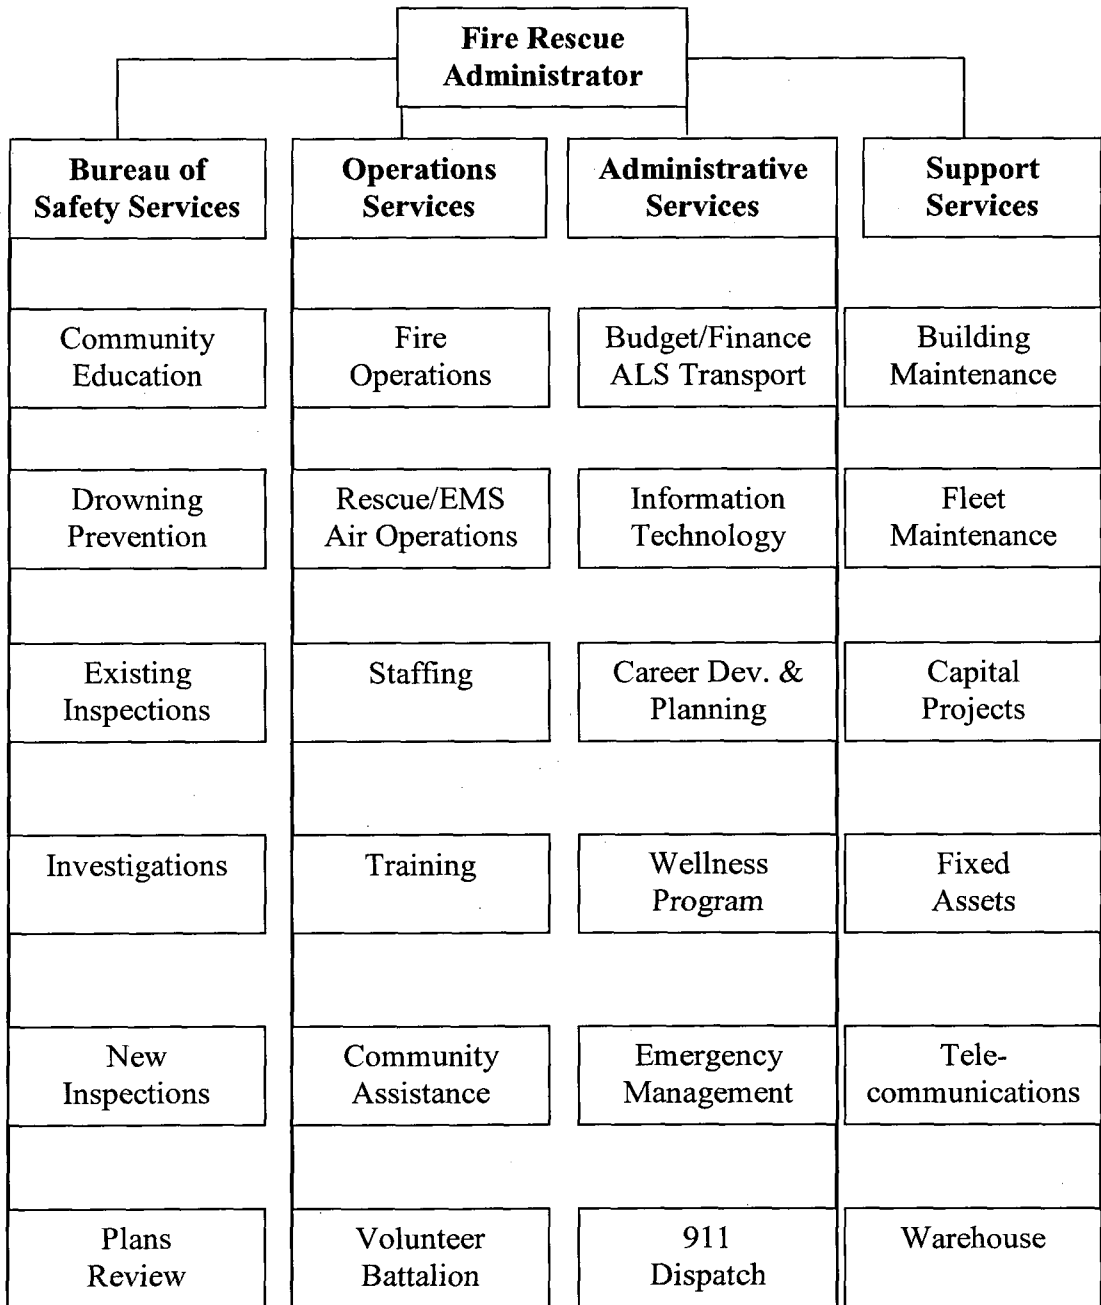 Fire Rescue
Administrator
Bureau of
Safety Services
Operations
Services
Administrative
Services
Support
Services
Community
Education
Fire
Operations
Budget/Finance
ALS Transport
Building
Maintenance
Drowning
Prevention
Rescue/EMS
Air Operations
Information
Technology
Fleet
Maintenance
Existing
Inspections
Staffing
Career Dev. &
Planning
Capital
Projects
Investigations
Training
Wellness
Program
Fixed
Assets
New
Inspections
Community
Assistance
Emergency
Management
Tele-
communications
Plans
Review
Volunteer
Battalion
911
Dispatch
Warehouse